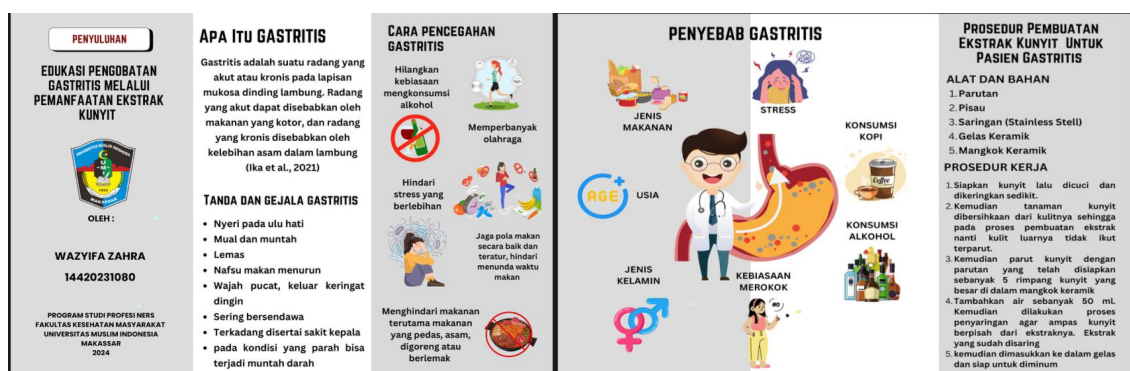 PENYULUHAN
EDUKASI PENGOBATAN
GASTRITIS MELALUI
PEMANFAATAN EKSTRAK
KUNYIT
UNIVERSITAS MUSLIM INDONESIA
MAKASSAR
OLEH :
WAZYIFA ZAHRA
14420231080
PROGRAM STUDI PROFESI NERS
FAKULTAS KESEHATAN MASYARAKAT
UNIVERSITAS MUSLIM INDONESIA
MAKASSAR
2024
APA ITU GASTRITIS
Gastritis adalah suatu radang yang
akut atau kronis pada lapisan
mukosa dinding lambung. Radang
yang akut dapat disebabkan oleh
makanan yang kotor, dan radang
yang kronis disebabkan oleh
kelebihan asam dalam lambung
(Ika et al., 2021)
TANDA DAN GEJALA GASTRITIS
• Nyeri pada ulu hati
• Mual dan muntah
• Lemas
• Nafsu makan menurun
• Wajah pucat, keluar keringat
dingin
• Sering bersendawa
• Terkadang disertai sakit kepala
• pada kondisi yang parah bisa
terjadi muntah darah
CARA PENCEGAHAN
GASTRITIS
Hilangkan
kebiasaan
mengkonsumsi
alkohol
Memperbanyak
olahraga
Hindari
stress yang
berlebihan
Jaga pola makan
secara baik dan
teratur, hindari
menunda waktu
makan
Menghindari makanan
terutama makanan
yang pedas, asam,
digoreng atau
berlemak
PENYEBAB GASTRITIS
JENIS
MAKANAN
STRESS
KONSUMSI
KOPI
Coffee
AGE
USIA
KONSUMSI
ALKOHOL
JENIS
KELAMIN
KEBIASAAN
MEROKOK
NO
PROSEDUR PEMBUATAN
EKSTRAK KUNYIT UNTUK
PASIEN GASTRITIS
ALAT DAN BAHAN
1. Parutan
2. Pisau
3. Saringan (Stainless Stell)
4. Gelas Keramik
5. Mangkok Keramik
PROSEDUR KERJA
1. Siapkan kunyit lalu dicuci dan
dikeringkan sedikit.
2. Kemudian tanaman kunyit
dibersihkaan dari kulitnya sehingga
pada proses pembuatan ekstrak
nanti kulit luarnya tidak ikut
terparut.
3. Kemudian parut kunyit dengan
parutan yang telah disiapkan
sebanyak 5 rimpang kunyit yang
besar di dalam mangkok keramik
4. Tambahkan air sebanyak 50 ml.
Kemudian dilakukan proses
penyaringan agar ampas kunyit
berpisah dari ekstraknya. Ekstrak
yang sudah disaring
5. kemudian dimasukkan ke dalam gelas
dan siap untuk diminum